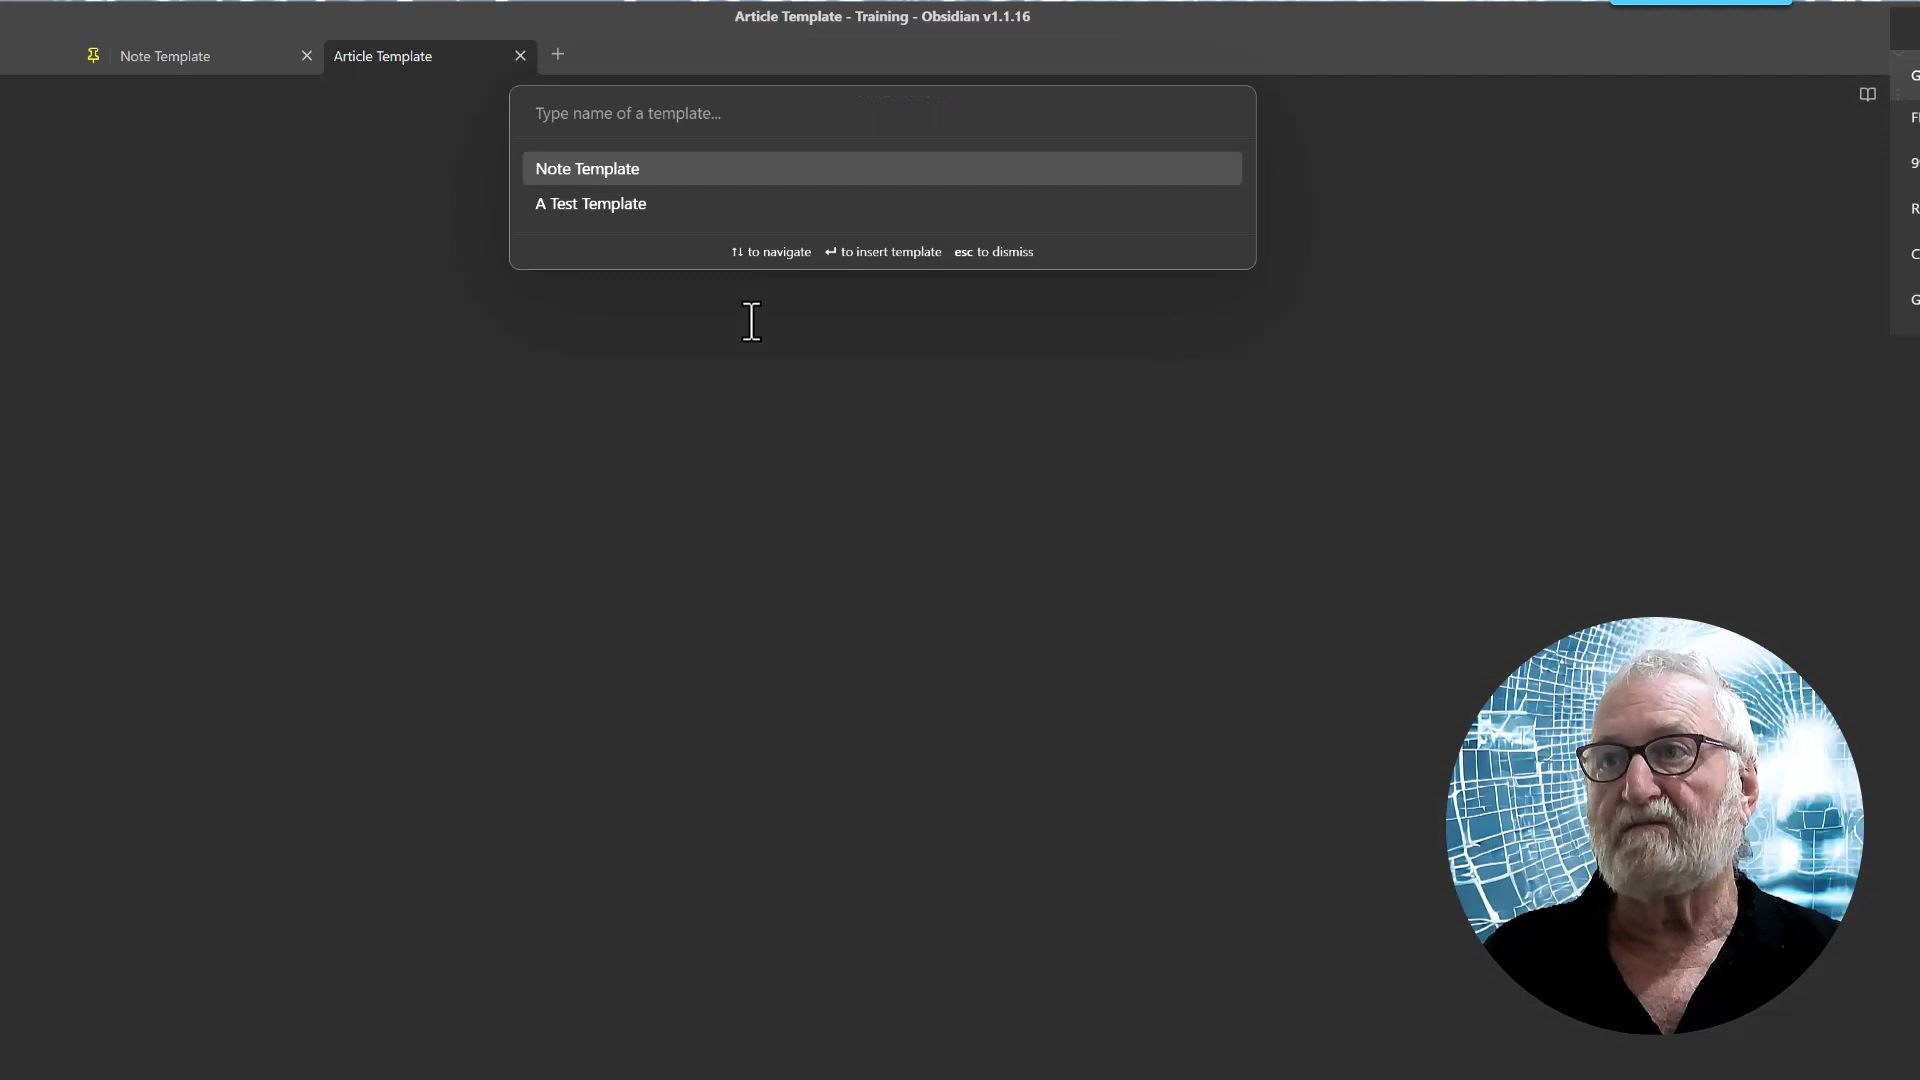 Article Template - Training - Obsidian v1.1.16
Note Template
Article Template
Type name of a template...
Note Template
A Test Template
↑↓ to navigate ↵ to insert template esc to dismiss
G
R
C
G